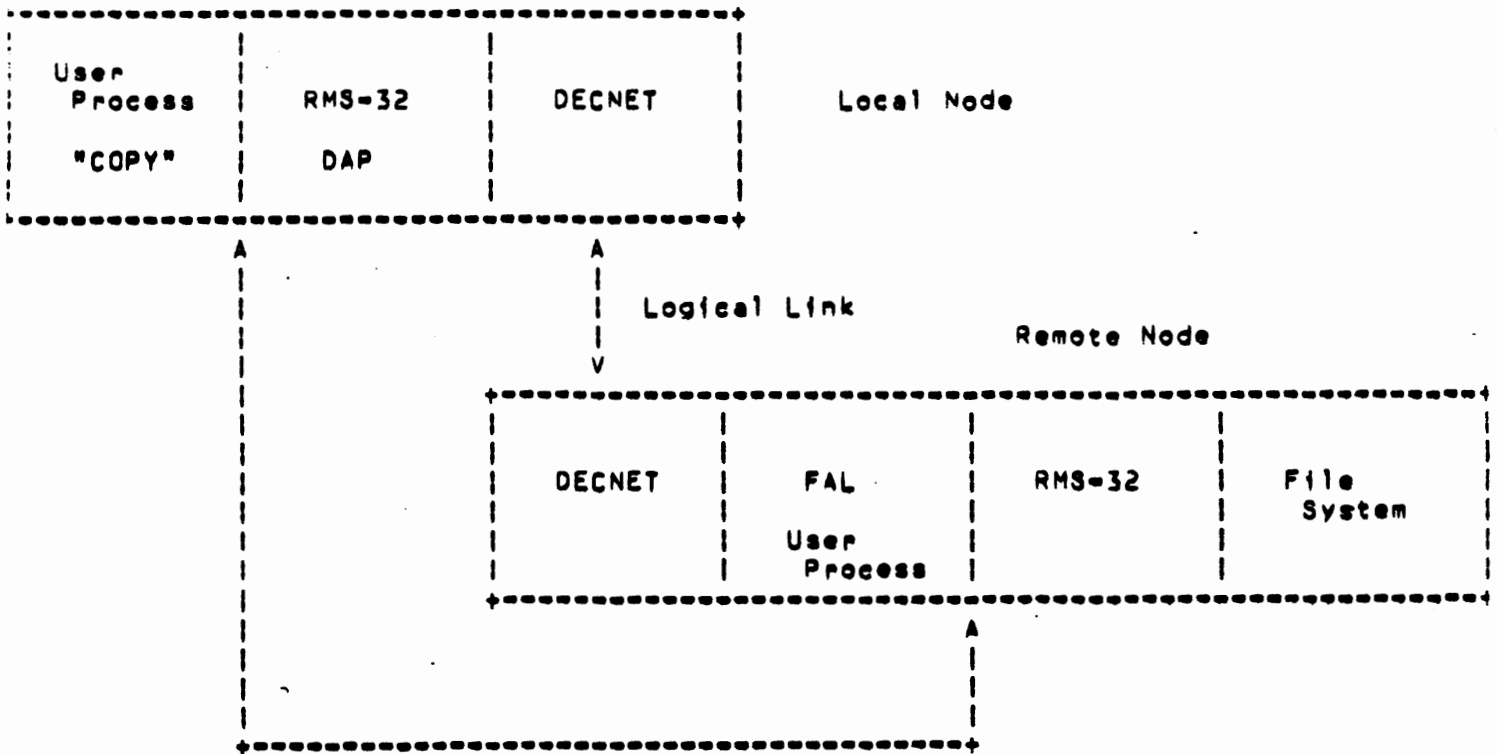 User
Process
RMS-32
DECNET
Local Node
"COPY"
DAP
Logical Link
Remote Node
DECNET
FAL
RMS-32
File
System
User
Process